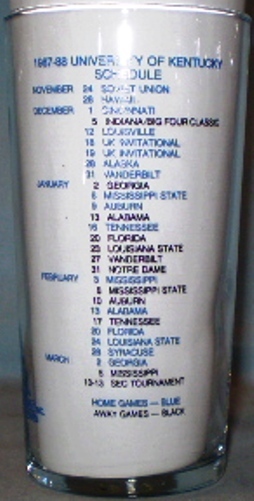 1987-88 UNIVERSITY OF KENTUCKY
SCHEDULE
NOVEMBER 24 SOVIET UNION
28 HAWAII
DECEMBER 1 CINCINNATI
5 INDIANA/BIG FOUR CLASSIC
12 LOUISVILLE
18 UK INVITATIONAL
19 UK INVITATIONAL
28 ALASKA
31 VANDERBILT
JANUARY 2 GEORGIA
6 MISSISSIPPI STATE
9 AUBURN
13 ALABAMA
16 TENNESSEE
20 FLORIDA
23 LOUISIANA STATE
27 VANDERBILT
31 NOTRE DAME
FEBRUARY 3 MISSISSIPPI
6 MISSISSIPPI STATE
10 AUBURN
13 ALABAMA
17 TENNESSEE
20 FLORIDA
24 LOUISIANA STATE
28 SYRACUSE
MARCH 2 GEORGIA
5 MISSISSIPPI
10-13 SEC TOURNAMENT
HOME GAMES — BLUE
AWAY GAMES — BLACK